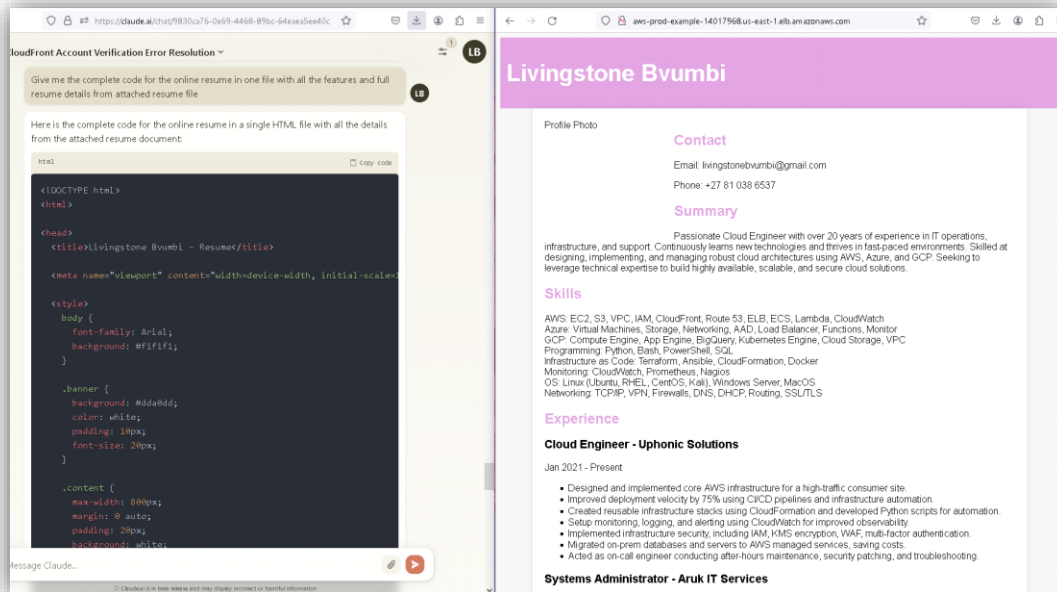 https://claude.ai/chat/9830ca76-0e69-4468-89bc-64eaea5ee40c
CloudFront Account Verification Error Resolution
1
LB
Give me the complete code for the online resume in one file with all the features and full
resume details from attached resume file
LB
Here is the complete code for the online resume in a single HTML file with all the details
from the attached resume document:
html
Copy code
<!DOCTYPE html>
<html>
<head>
<title>Livingstone Bvumbi - Resume</title>
<meta name="viewport" content="width=device-width, initial-scale=1
<style>
body {
font-family: Arial;
background: #f1f1f1;
}
.banner {
background: #dda0dd;
color: white;
padding: 10px;
font-size: 20px;
}
.content {
max-width: 800px;
margin: 0 auto;
padding: 20px;
background: white;
Message Claude...
Claude.ai is in beta release and may display incorrect or harmful information
aws-prod-example-14017968.us-east-1.elb.amazonaws.com
Livingstone Bvumbi
Profile Photo
Contact
Email: livingstonebvumbi@gmail.com
Phone: +27 81 038 6537
Summary
Passionate Cloud Engineer with over 20 years of experience in IT operations,
infrastructure, and support. Continuously learns new technologies and thrives in fast-paced environments. Skilled at
designing, implementing, and managing robust cloud architectures using AWS, Azure, and GCP. Seeking to
leverage technical expertise to build highly available, scalable, and secure cloud solutions.
Skills
AWS: EC2, S3, VPC, IAM, CloudFront, Route 53, ELB, ECS, Lambda, CloudWatch
Azure: Virtual Machines, Storage, Networking, AAD, Load Balancer, Functions, Monitor
GCP: Compute Engine, App Engine, BigQuery, Kubernetes Engine, Cloud Storage, VPC
Programming: Python, Bash, PowerShell, SQL
Infrastructure as Code: Terraform, Ansible, CloudFormation, Docker
Monitoring: CloudWatch, Prometheus, Nagios
OS: Linux (Ubuntu, RHEL, CentOS, Kali), Windows Server, MacOS
Networking: TCP/IP, VPN, Firewalls, DNS, DHCP, Routing, SSL/TLS
Experience
Cloud Engineer - Uphonic Solutions
Jan 2021 - Present
• Designed and implemented core AWS infrastructure for a high-traffic consumer site.
• Improved deployment velocity by 75% using CI/CD pipelines and infrastructure automation.
• Created reusable infrastructure stacks using CloudFormation and developed Python scripts for automation.
• Setup monitoring, logging, and alerting using CloudWatch for improved observability.
• Implemented infrastructure security, including IAM, KMS encryption, WAF, multi-factor authentication.
• Migrated on-prem databases and servers to AWS managed services, saving costs.
• Acted as on-call engineer conducting after-hours maintenance, security patching, and troubleshooting.
Systems Administrator - Aruk IT Services